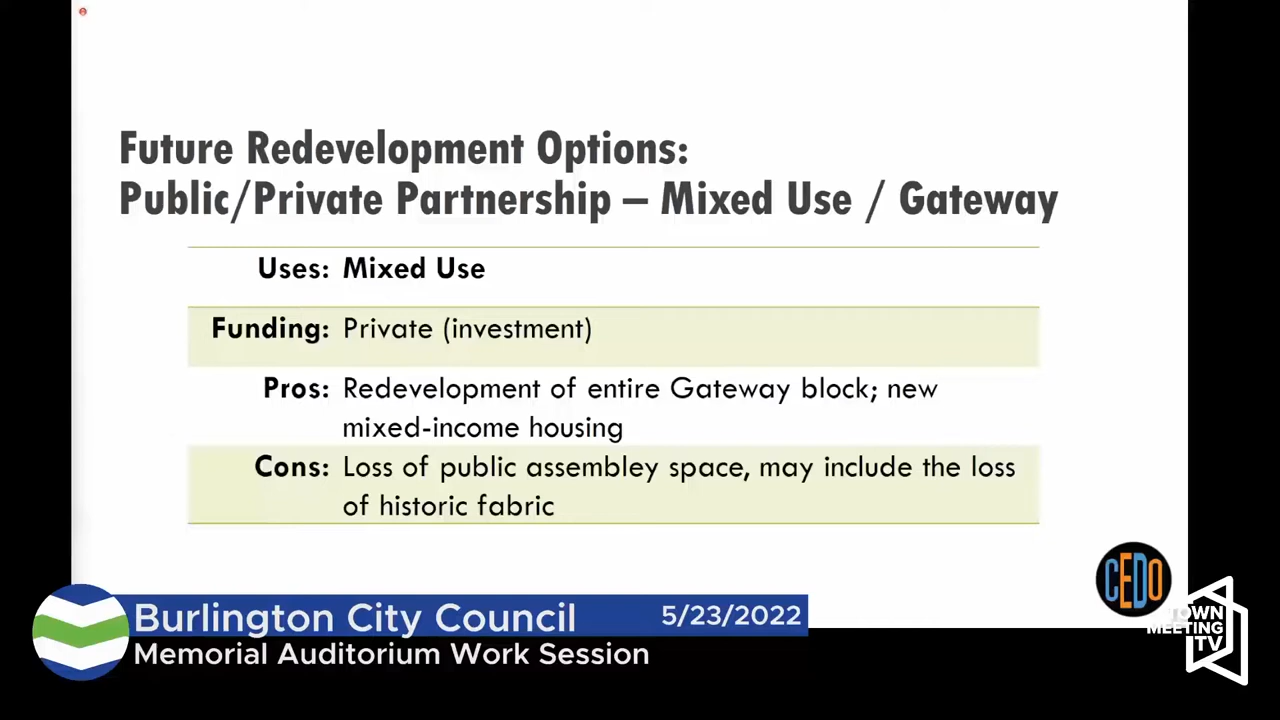 Future Redevelopment Options:
Public/Private Partnership – Mixed Use / Gateway
Uses: Mixed Use
Funding: Private (investment)
Pros: Redevelopment of entire Gateway block; new
mixed-income housing
Cons: Loss of public assembley space, may include the loss
of historic fabric
CEDO
Burlington City Council 5/23/2022
Memorial Auditorium Work Session
TOWN
MEETING
TV